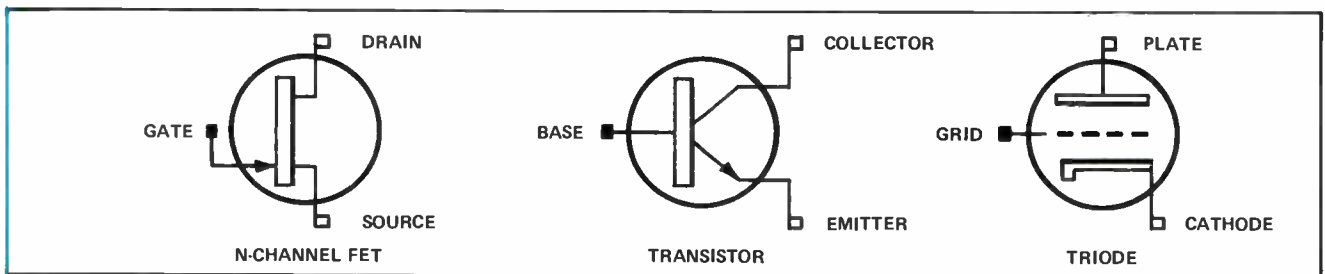 DRAIN
GATE
SOURCE
N-CHANNEL FET
COLLECTOR
BASE
EMITTER
TRANSISTOR
PLATE
GRID
CATHODE
TRIODE